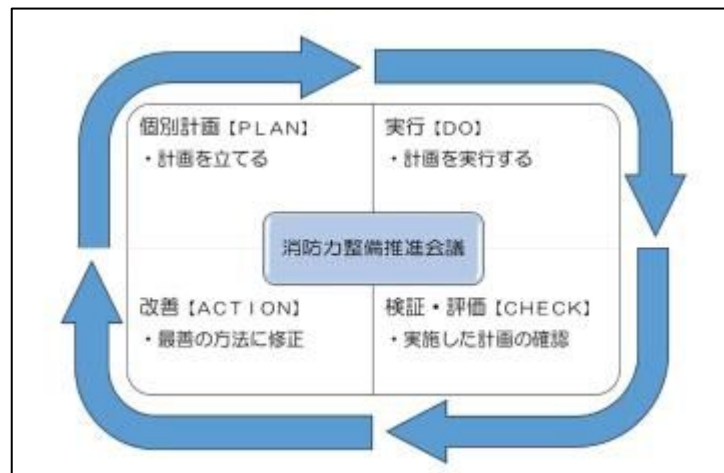 個別計画【ＰＬＡＮ】
・計画を立てる
実行【ＤＯ】
・計画を実行する
消防力整備推進会議
改善【ＡＣＴＩＯＮ】
・最善の方法に修正
検証・評価【ＣＨＥＣＫ】
・実施した計画の確認